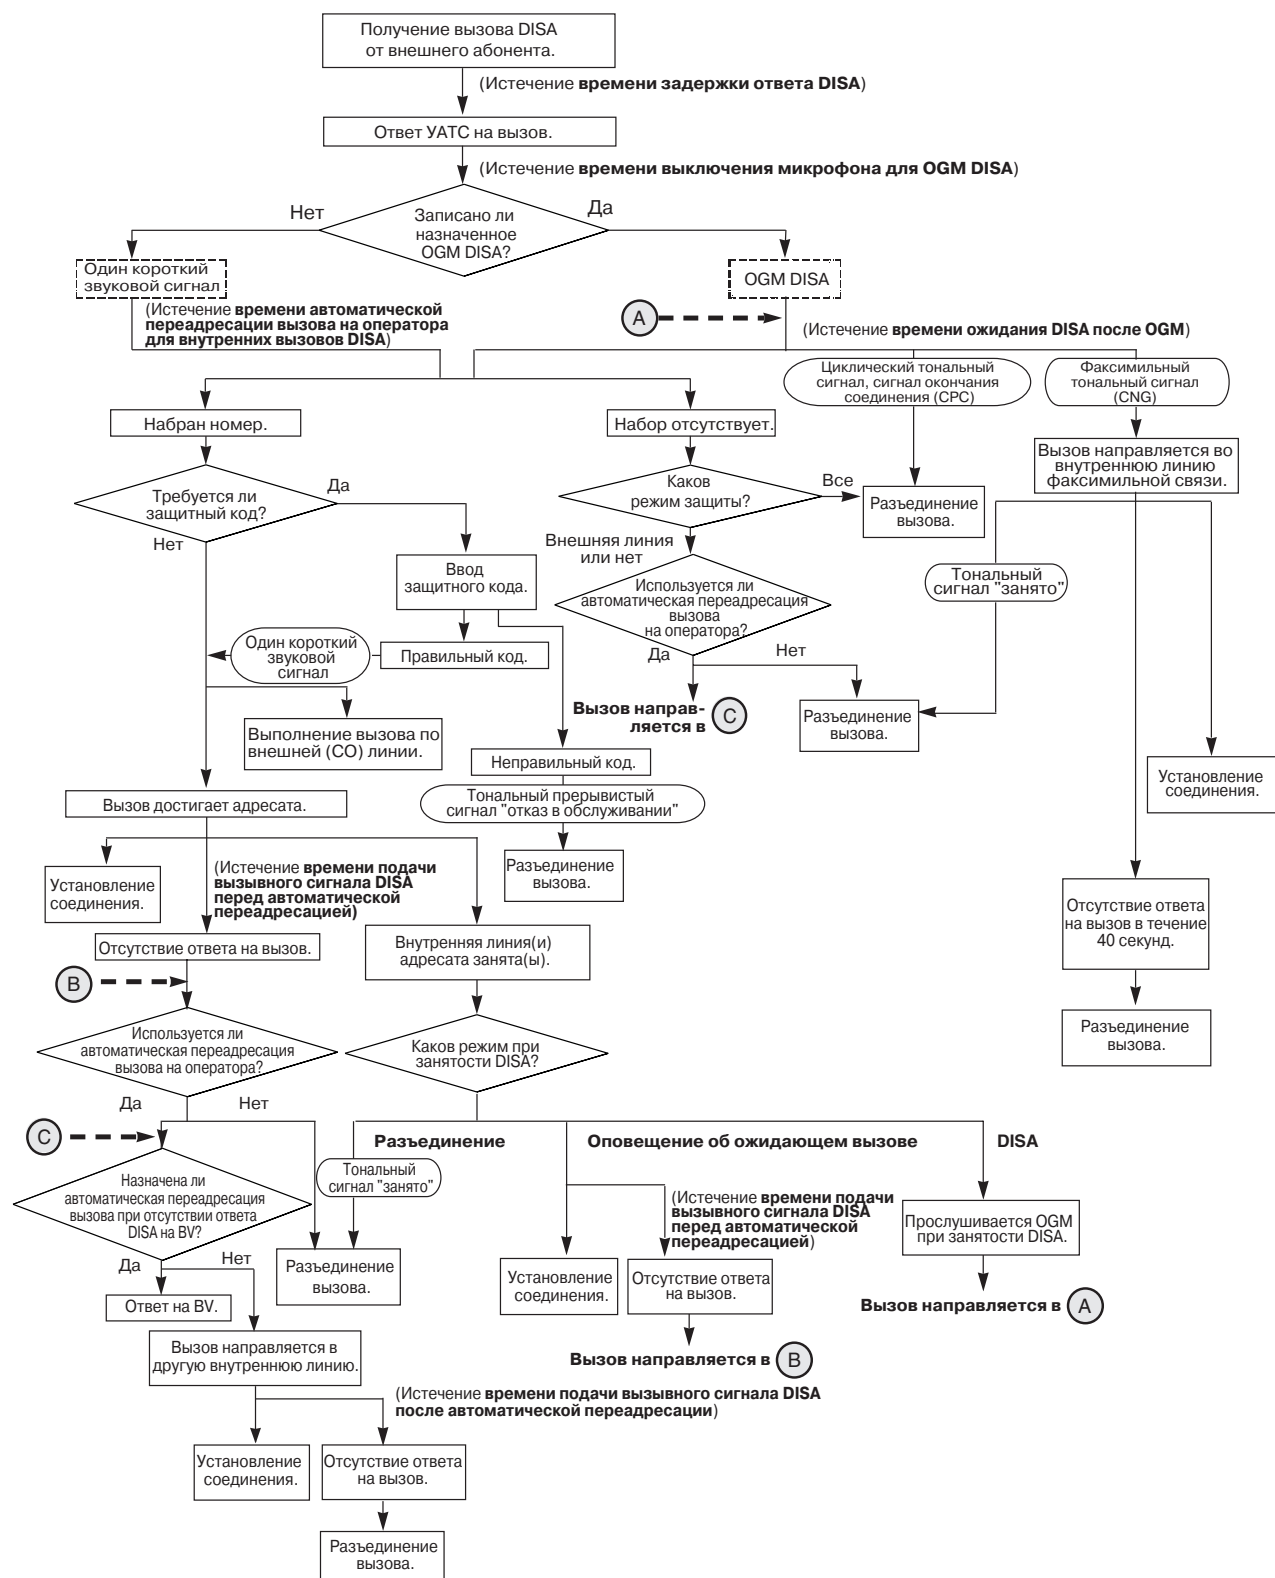 Получение вызова DISA
от внешнего абонента.
(Истечение времени задержки ответа DISA)
Ответ УАТС на вызов.
(Истечение времени выключения микрофона для OGM DISA)
Нет
Да
Записано ли
назначенное
OGM DISA?
Один короткий
звуковой сигнал
OGM DISA
(Истечение времени автоматической
переадресации вызова на оператора
для внутренних вызовов DISA)
A
(Истечение времени ожидания DISA после OGM)
Циклический тональный
сигнал, сигнал окончания
соединения (CPC)
Факсимильный
тональный сигнал
(CNG)
Набран номер.
Набор отсутствует.
Вызов направляется во
внутреннюю линию
факсимильной связи.
Требуется ли
защитный код?
Да
Нет
Каков
режим защиты?
Все
Разъединение
вызова.
Внешняя линия
или нет
Ввод
защитного кода.
Используется ли
автоматическая переадресация
вызова
на оператора?
Тональный
сигнал "занято"
Один короткий
звуковой
сигнал
Правильный код.
Да
Нет
Вызов направ-
ляется в
C
Разъединение
вызова.
Выполнение вызова по
внешней (CO) линии.
Неправильный код.
Установление
соединения.
Вызов достигает адресата.
Тональный прерывистый
сигнал "отказ в обслуживании"
Установление
соединения.
(Истечение времени подачи
вызывного сигнала DISA
перед автоматической
переадресацией)
Разъединение
вызова.
Отсутствие ответа
на вызов в течение
40 секунд.
Отсутствие ответа на вызов.
Внутренняя линия(и)
адресата занята(ы).
B
Разъединение
вызова.
Используется ли
автоматическая переадресация
вызова на оператора?
Каков режим при
занятости DISA?
Да
Нет
C
Разъединение
Оповещение об ожидающем вызове
DISA
Тональный
сигнал "занято"
Назначена ли
автоматическая переадресация
вызова при отсутствии ответа
DISA на BV?
(Истечение времени подачи
вызывного сигнала DISA
перед автоматической
переадресацией)
Прослушивается OGM
при занятости DISA.
Да
Нет
Разъединение
вызова.
Установление
соединения.
Отсутствие ответа
на вызов.
Ответ на BV.
Вызов направляется в
A
Вызов направляется в
другую внутреннюю линию.
Вызов направляется в
B
(Истечение времени подачи вызывного сигнала DISA
после автоматической переадресации)
Установление
соединения.
Отсутствие ответа
на вызов.
Разъединение
вызова.